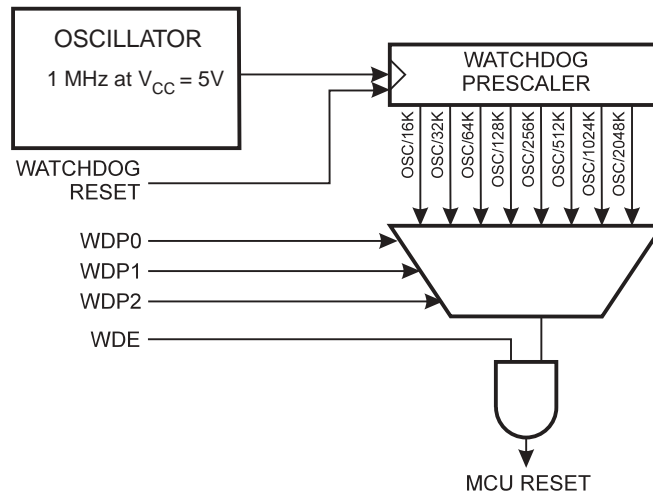 OSCILLATOR
1 MHz at VCC = 5V
WATCHDOG
PRESCALER
OSC/16K
OSC/32K
OSC/64K
OSC/128K
OSC/256K
OSC/512K
OSC/1024K
OSC/2048K
WATCHDOG
RESET
WDP0
WDP1
WDP2
WDE
MCU RESET